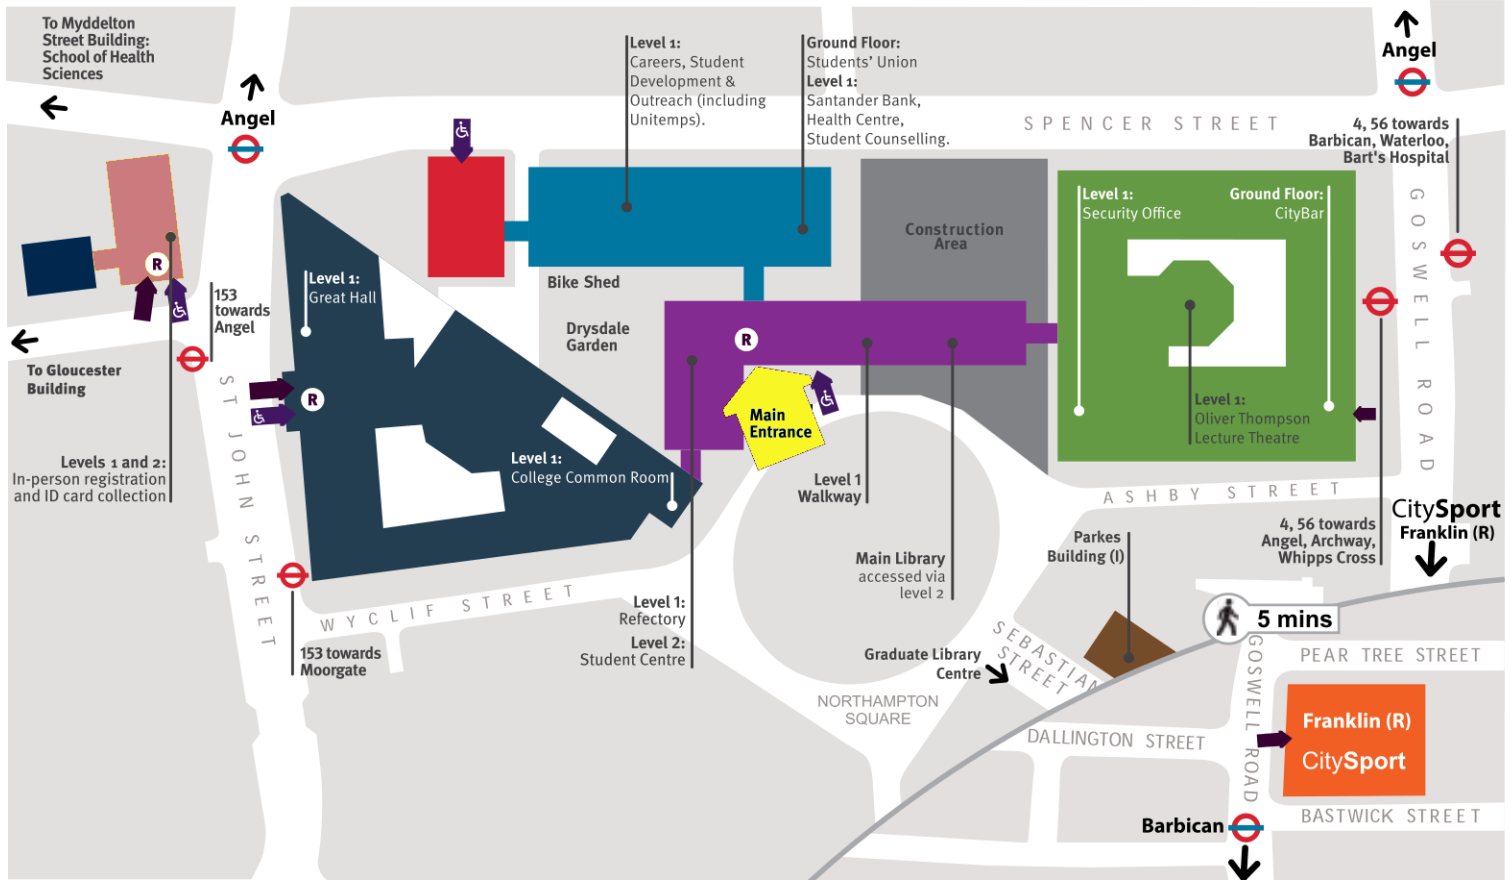 To Myddelton
Street Building:
School of Health
Sciences
Angel
Level 1:
Careers, Student
Development &
Outreach (including
Unitemps).
Ground Floor:
Students' Union
Level 1:
Santander Bank,
Health Centre,
Student Counselling.
SPENCER STREET
Angel
4, 56 towards
Barbican, Waterloo,
Bart's Hospital
GOSWELL ROAD
R
153
towards
Angel
To Gloucester
Building
Levels 1 and 2:
In-person registration
and ID card collection
ST JOHN STREET
Level 1:
Great Hall
R
Level 1:
College Common Room
Bike Shed
Drysdale
Garden
R
Main
Entrance
Construction
Area
Level 1:
Security Office
Ground Floor:
CityBar
Level 1:
Oliver Thompson
Lecture Theatre
Level 1
Walkway
Main Library
accessed via
level 2
Level 1:
Refectory
Level 2:
Student Centre
153 towards
Moorgate
WYCLIF STREET
ASHBY STREET
4, 56 towards
Angel, Archway,
Whipps Cross
CitySport
Franklin (R)
Parkes
Building (I)
Graduate Library
Centre
SEBASTIAN
STREET
NORTHAMPTON
SQUARE
5 mins
GOSWELL ROAD
PEAR TREE STREET
DALLINGTON STREET
Franklin (R)
CitySport
BASTWICK STREET
Barbican